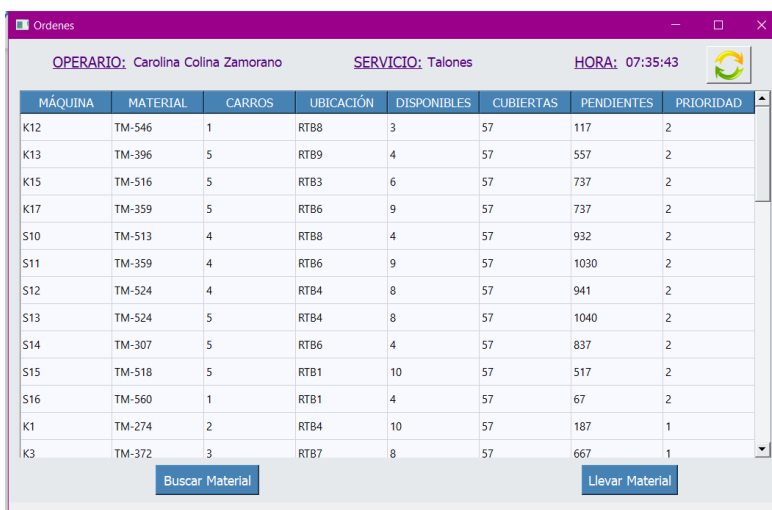 Ordenes
OPERARIO: Carolina Colina Zamorano SERVICIO: Talones HORA: 07:35:43
MÁQUINA MATERIAL CARROS UBICACIÓN DISPONIBLES CUBIERTAS PENDIENTES PRIORIDAD
K12 TM-546 1 RTB8 3 57 117 2
K13 TM-396 5 RTB9 4 57 557 2
K15 TM-516 5 RTB3 6 57 737 2
K17 TM-359 5 RTB6 9 57 737 2
S10 TM-513 4 RTB8 4 57 932 2
S11 TM-359 4 RTB6 9 57 1030 2
S12 TM-524 4 RTB4 8 57 941 2
S13 TM-524 5 RTB4 8 57 1040 2
S14 TM-307 5 RTB6 4 57 837 2
S15 TM-518 5 RTB1 10 57 517 2
S16 TM-560 1 RTB1 4 57 67 2
K1 TM-274 2 RTB4 10 57 187 1
K3 TM-372 3 RTB7 8 57 667 1
Buscar Material Llevar Material